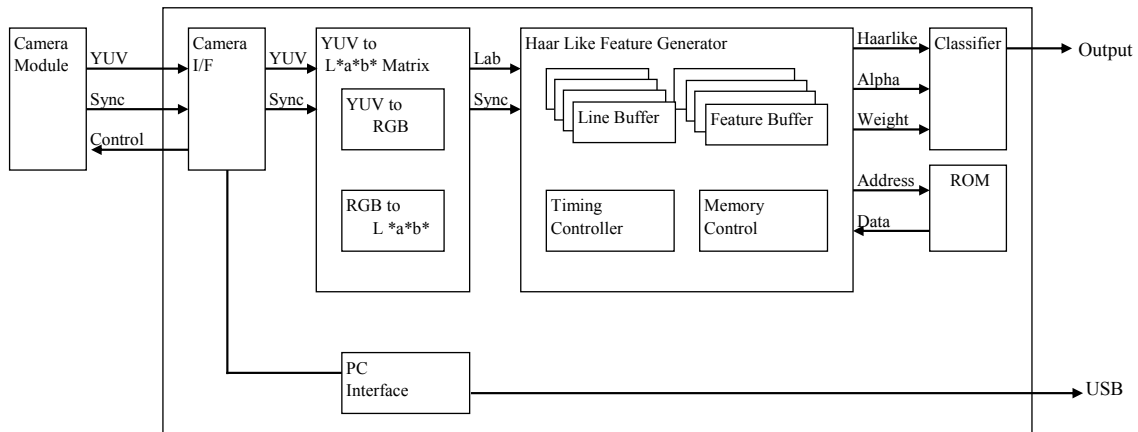 Camera
Module
YUV
Sync
Control
Camera
I/F
YUV
Sync
YUV to
L*a*b* Matrix
YUV to
RGB
RGB to
L *a*b*
Lab
Sync
Haar Like Feature Generator
Line Buffer
Feature Buffer
Timing
Controller
Memory
Control
Haarlike
Alpha
Weight
Address
Data
Classifier
ROM
Output
PC
Interface
USB